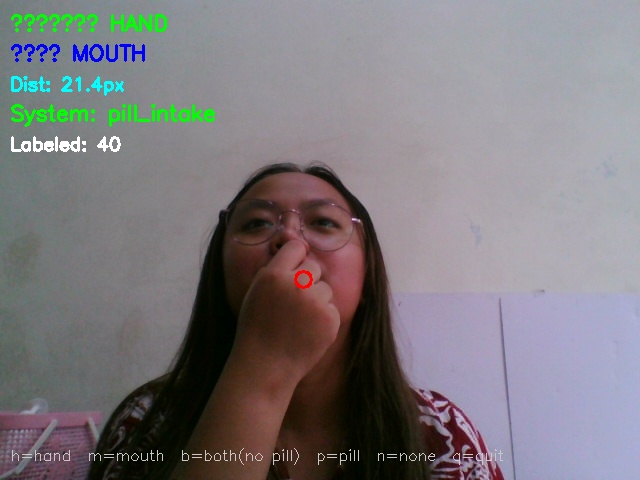 ??????? HAND
???? MOUTH
Dist: 21.4px
System: pill_intake
Labeled: 40
h=hand m=mouth b=both(no pill) p=pill n=none q=quit